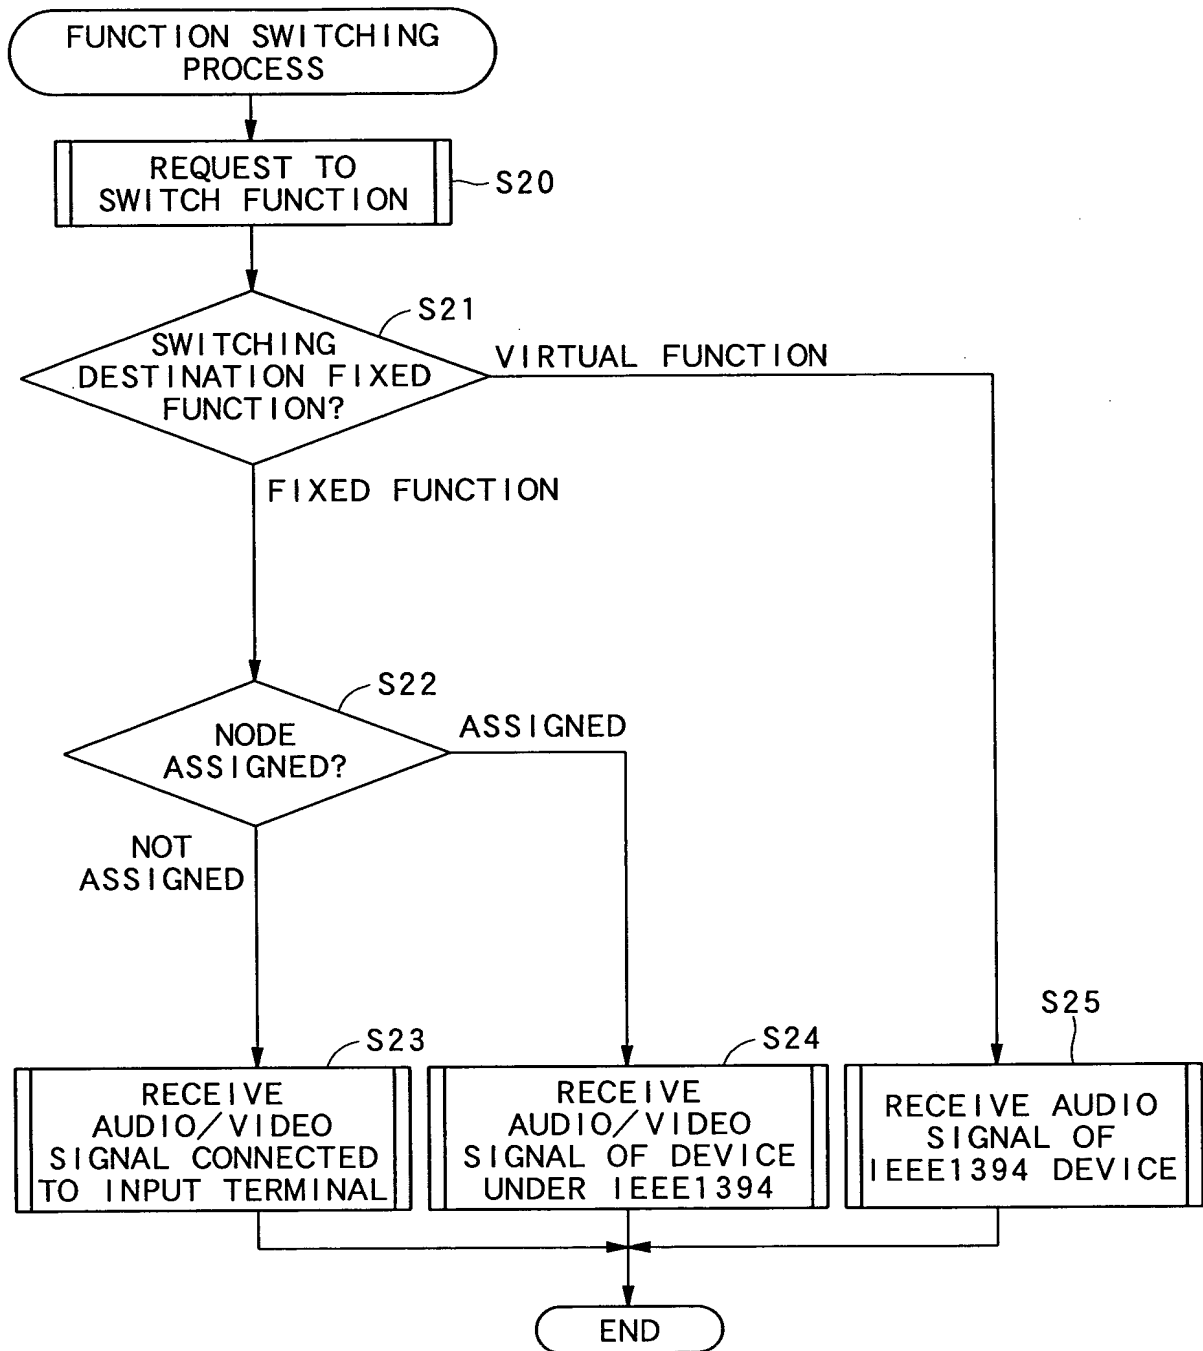 FUNCTION SWITCHING
PROCESS
REQUEST TO
SWITCH FUNCTION
S20
S21
SWITCHING
DESTINATION FIXED
FUNCTION?
VIRTUAL FUNCTION
FIXED FUNCTION
S22
NODE
ASSIGNED?
ASSIGNED
NOT
ASSIGNED
S23
RECEIVE
AUDIO/VIDEO
SIGNAL CONNECTED
TO INPUT TERMINAL
S24
RECEIVE
AUDIO/VIDEO
SIGNAL OF DEVICE
UNDER IEEE1394
S25
RECEIVE AUDIO
SIGNAL OF
IEEE1394 DEVICE
END